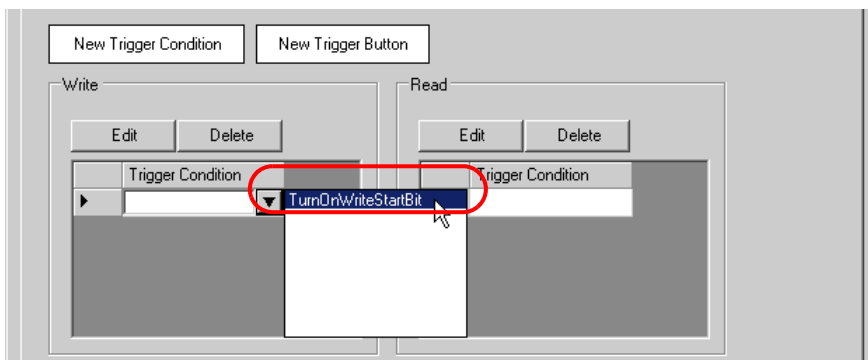 New Trigger Condition New Trigger Button
Write Read
Edit Delete Edit Delete
Trigger Condition Trigger Condition
TurnOnWriteStartBit